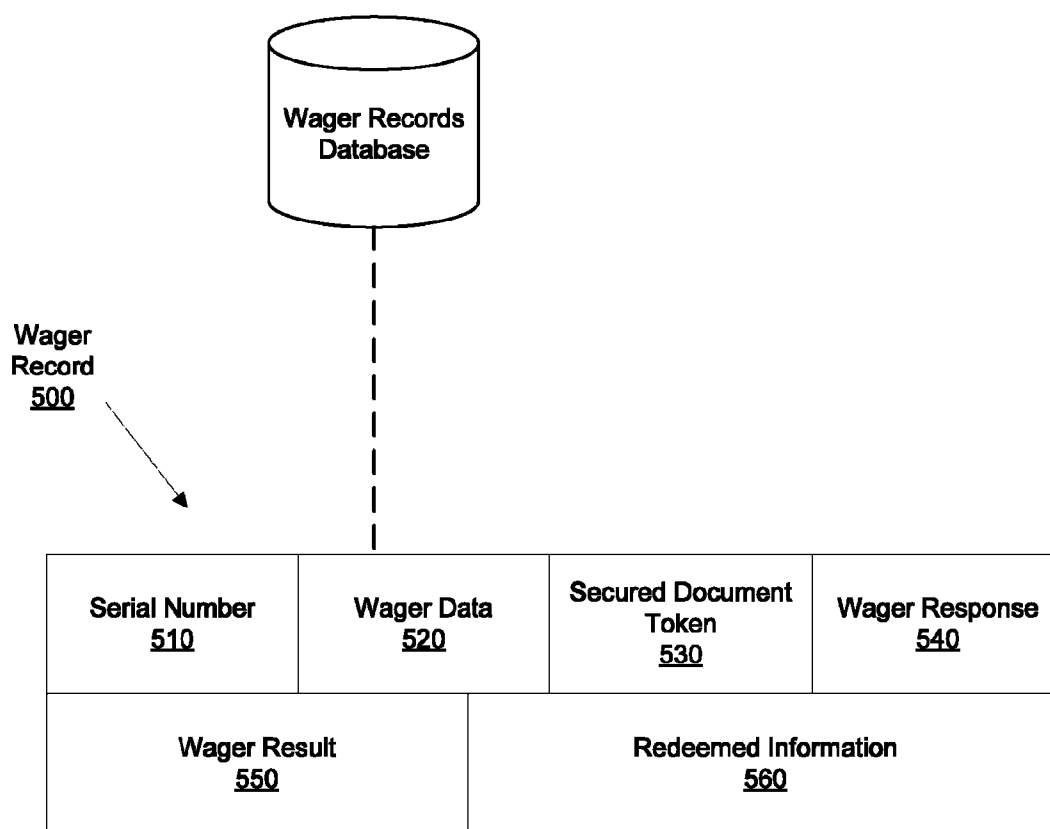 Wager Records
Database
Wager
Record
500
Serial Number
510
Wager Data
520
Secured Document
Token
530
Wager Response
540
Wager Result
550
Redeemed Information
560